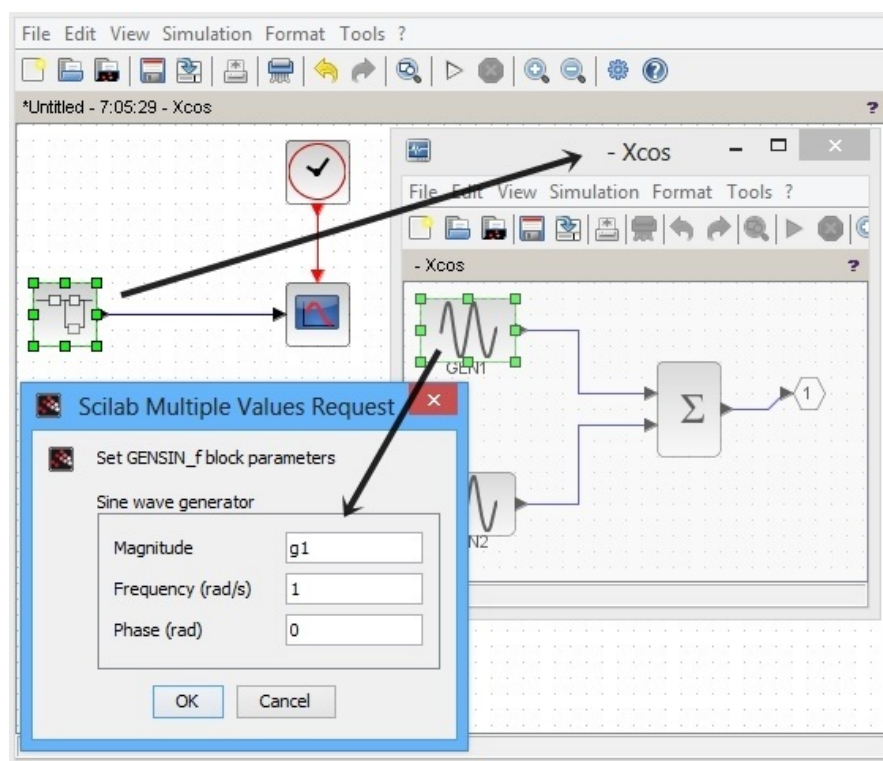 File Edit View Simulation Format Tools ?
*Untitled - 7:05:29 - Xcos ?
- Xcos
File Edit View Simulation Format Tools ?
- Xcos ?
GEN1
Σ
1
N2
Scilab Multiple Values Request
Set GENSIN_f block parameters
Sine wave generator
Magnitude g1
Frequency (rad/s) 1
Phase (rad) 0
OK Cancel